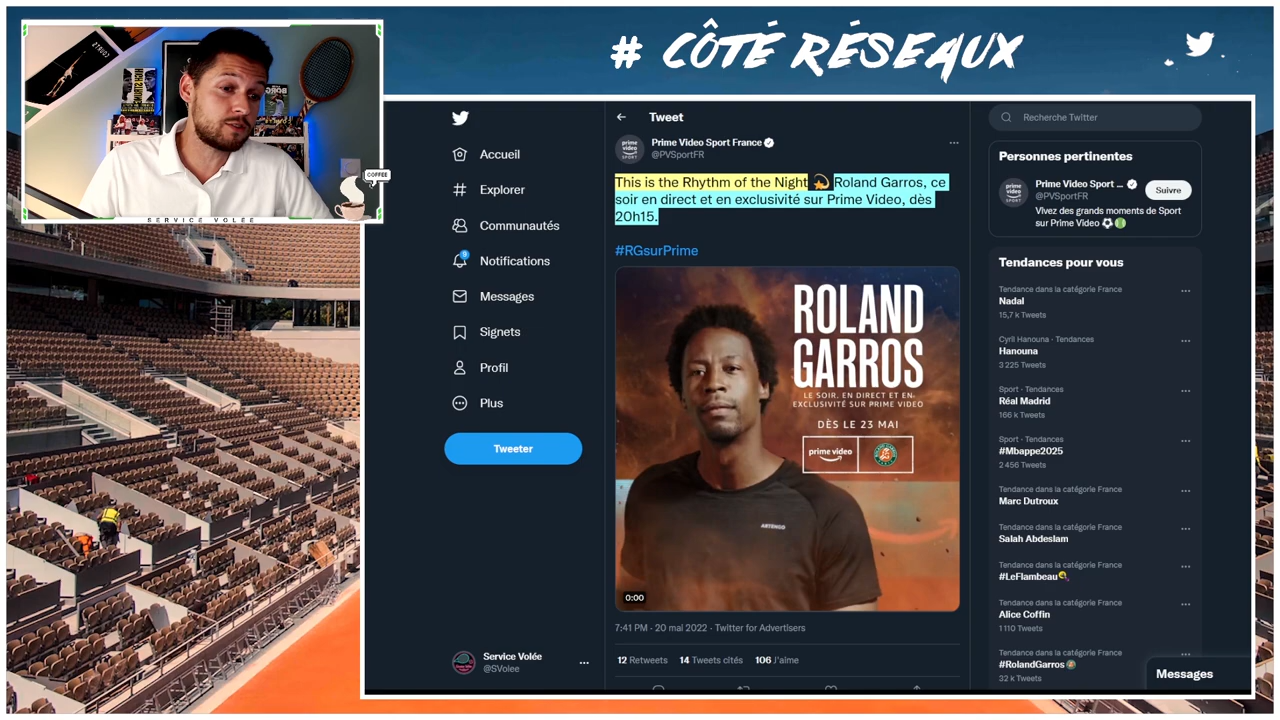 # CÔTÉ RÉSEAUX
COFFEE
SERVICE VOLÉE
Accueil
Explorer
Communautés
9
Notifications
Messages
Signets
Profil
Plus
Tweeter
Service Volée
@SVolee
Tweet
prime video SPORT
Prime Video Sport France
@PVSportFR
This is the Rhythm of the Night Roland Garros, ce
soir en direct et en exclusivité sur Prime Video, dès
20h15.
#RGsurPrime
ROLAND
GARROS
LE SOIR, EN DIRECT ET EN
EXCLUSIVITÉ SUR PRIME VIDEO
DÈS LE 23 MAI
prime video
ARTENGO
0:00
7:41 PM · 20 mai 2022 · Twitter for Advertisers
12 Retweets 14 Tweets cités 106 J'aime
Recherche Twitter
Personnes pertinentes
prime video SPORT
Prime Video Sport ...
@PVSportFR
Suivre
Vivez des grands moments de Sport
sur Prime Video
Tendances pour vous
Tendance dans la catégorie France
Nadal
15,7 k Tweets
Cyril Hanouna · Tendances
Hanouna
3 225 Tweets
Sport · Tendances
Réal Madrid
166 k Tweets
Sport · Tendances
#Mbappe2025
2 456 Tweets
Tendance dans la catégorie France
Marc Dutroux
Tendance dans la catégorie France
Salah Abdeslam
Tendance dans la catégorie France
#LeFlambeau
Tendance dans la catégorie France
Alice Coffin
1 110 Tweets
Tendance dans la catégorie France
#RolandGarros
32 k Tweets
Messages